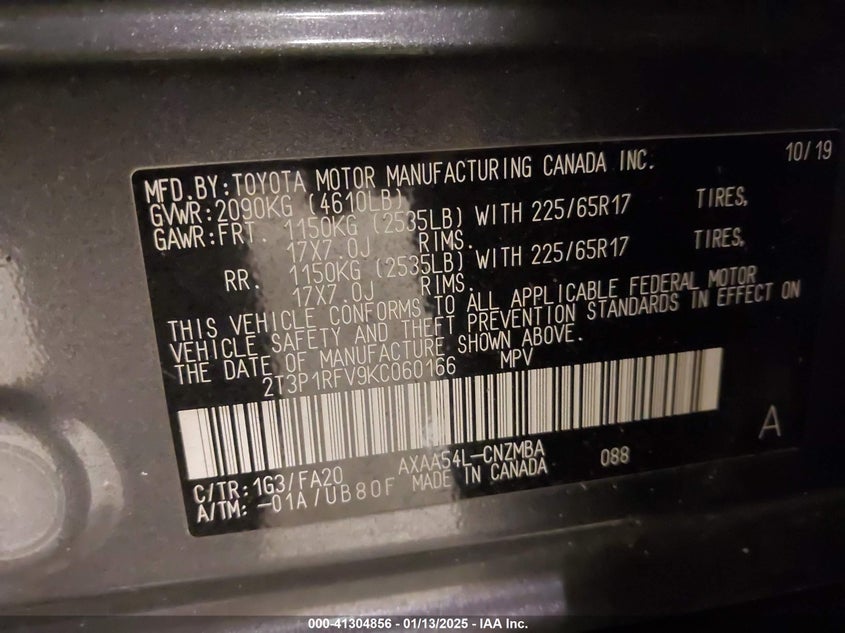 10/19
MFD.BY:TOYOTA MOTOR MANUFACTURING CANADA INC.
GVWR:2090KG (4610LB)
GAWR:FRT. 1150KG (2535LB) WITH 225/65R17 TIRES,
17X7.0J RIMS.
RR. 1150KG (2535LB) WITH 225/65R17 TIRES,
17X7.0J RIMS.
THIS VEHICLE CONFORMS TO ALL APPLICABLE FEDERAL MOTOR
VEHICLE SAFETY AND THEFT PREVENTION STANDARDS IN EFFECT ON
THE DATE OF MANUFACTURE SHOWN ABOVE.
2T3P1RFV9KC060166 MPV
A
C/TR:1G3/FA20 AXAA54L-CNZMBA 088
A/TM:-01A/UB80F MADE IN CANADA
000-41304856 / 01/13/2025 - IAA Inc.